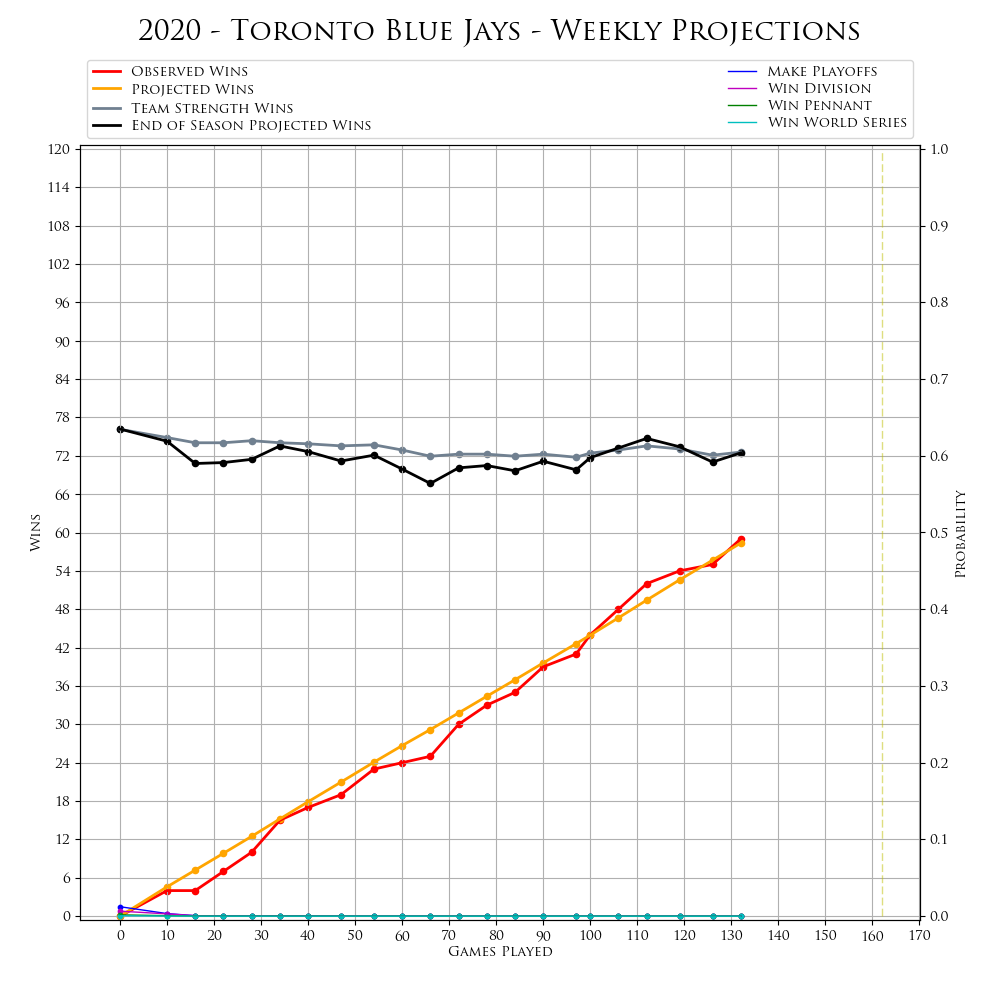 2020 - Toronto Blue Jays - Weekly Projections
Observed Wins
Projected Wins
Team Strength Wins
End of Season Projected Wins
Make Playoffs
Win Division
Win Pennant
Win World Series
120
114
108
102
96
90
84
78
72
66
60
54
48
42
36
30
24
18
12
6
0
Wins
1.0
0.9
0.8
0.7
0.6
0.5
0.4
0.3
0.2
0.1
0.0
Probability
0 10 20 30 40 50 60 70 80 90 100 110 120 130 140 150 160 170
Games Played